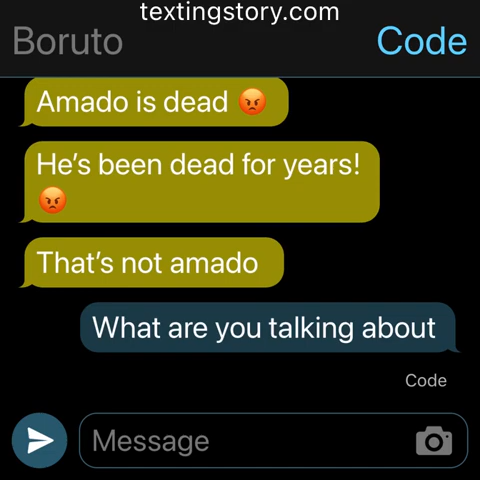 textingstory.com
Boruto
Code
Amado is dead 😡
He’s been dead for years!
😡
That’s not amado
What are you talking about
Code
Message